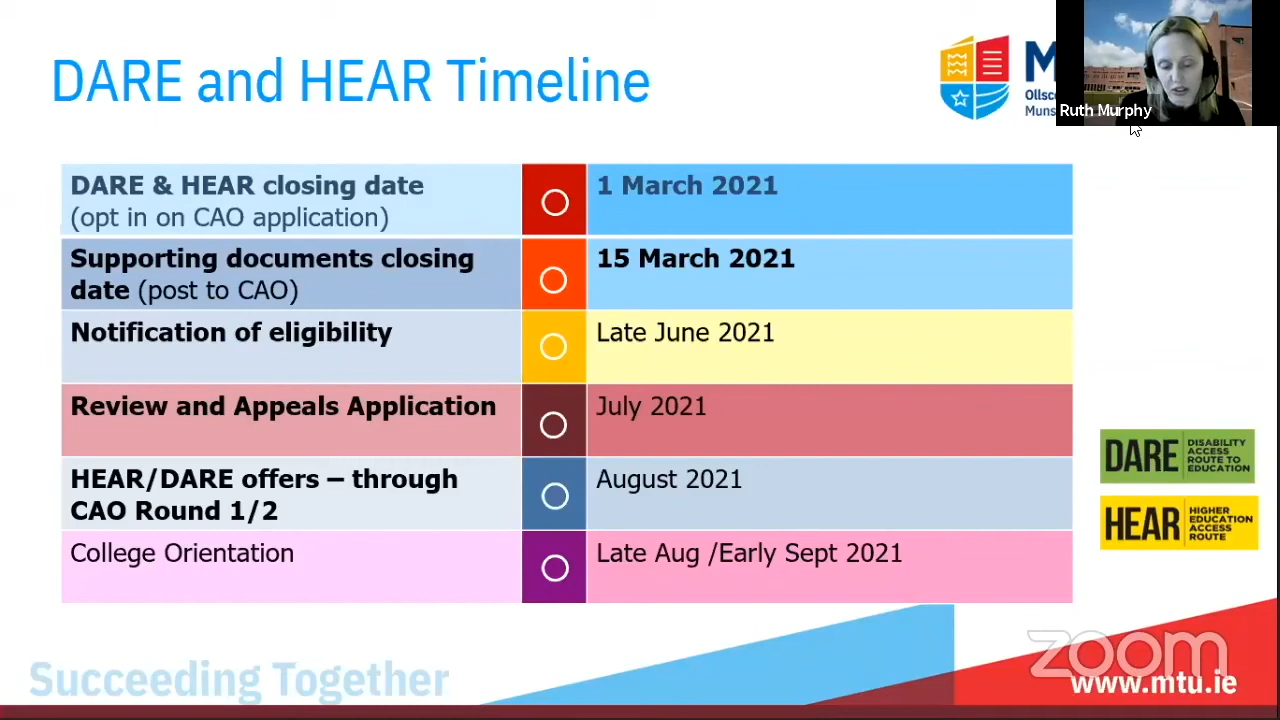 DARE and HEAR Timeline
M
Ollsc
Muns
Ruth Murphy
DARE & HEAR closing date
(opt in on CAO application)
1 March 2021
Supporting documents closing
date (post to CAO)
15 March 2021
Notification of eligibility
Late June 2021
Review and Appeals Application
July 2021
HEAR/DARE offers – through
CAO Round 1/2
August 2021
College Orientation
Late Aug /Early Sept 2021
DARE
DISABILITY
ACCESS
ROUTE TO
EDUCATION
HEAR
HIGHER
EDUCATION
ACCESS
ROUTE
Succeeding Together
zoom
www.mtu.ie